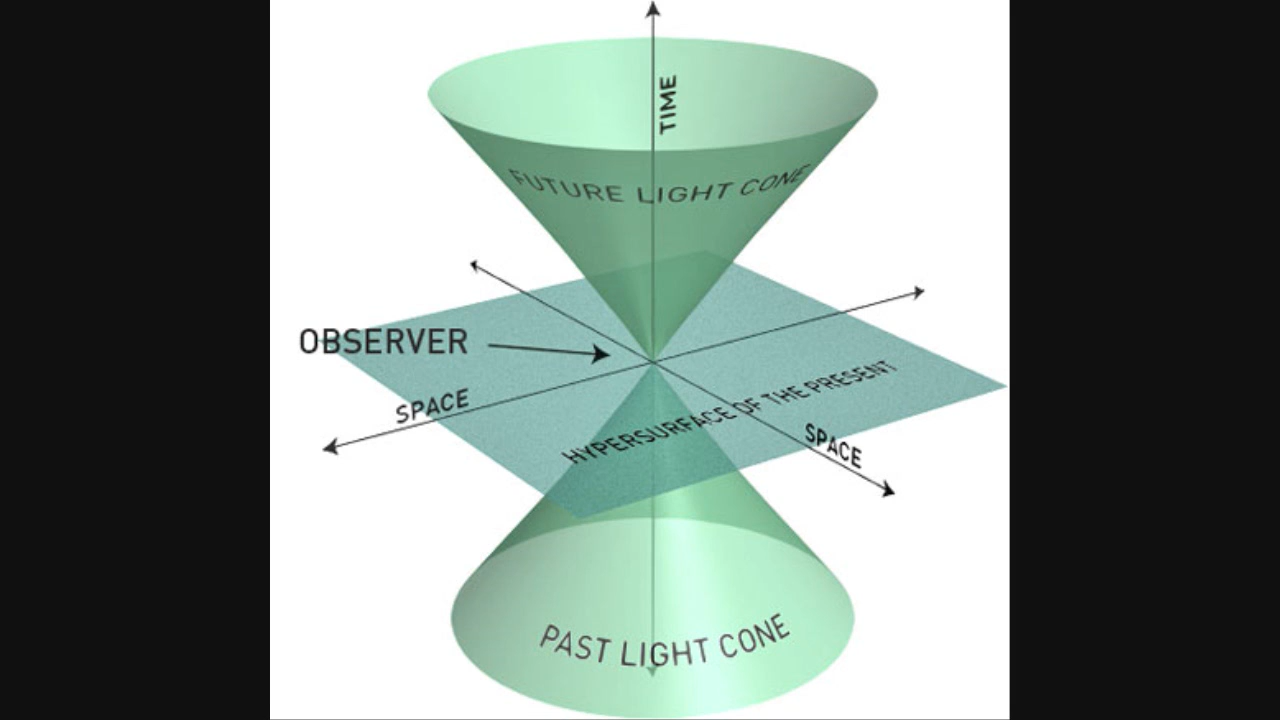 TIME
FUTURE LIGHT CONE
OBSERVER
SPACE
HYPERSURFACE OF THE PRESENT
SPACE
PAST LIGHT CONE